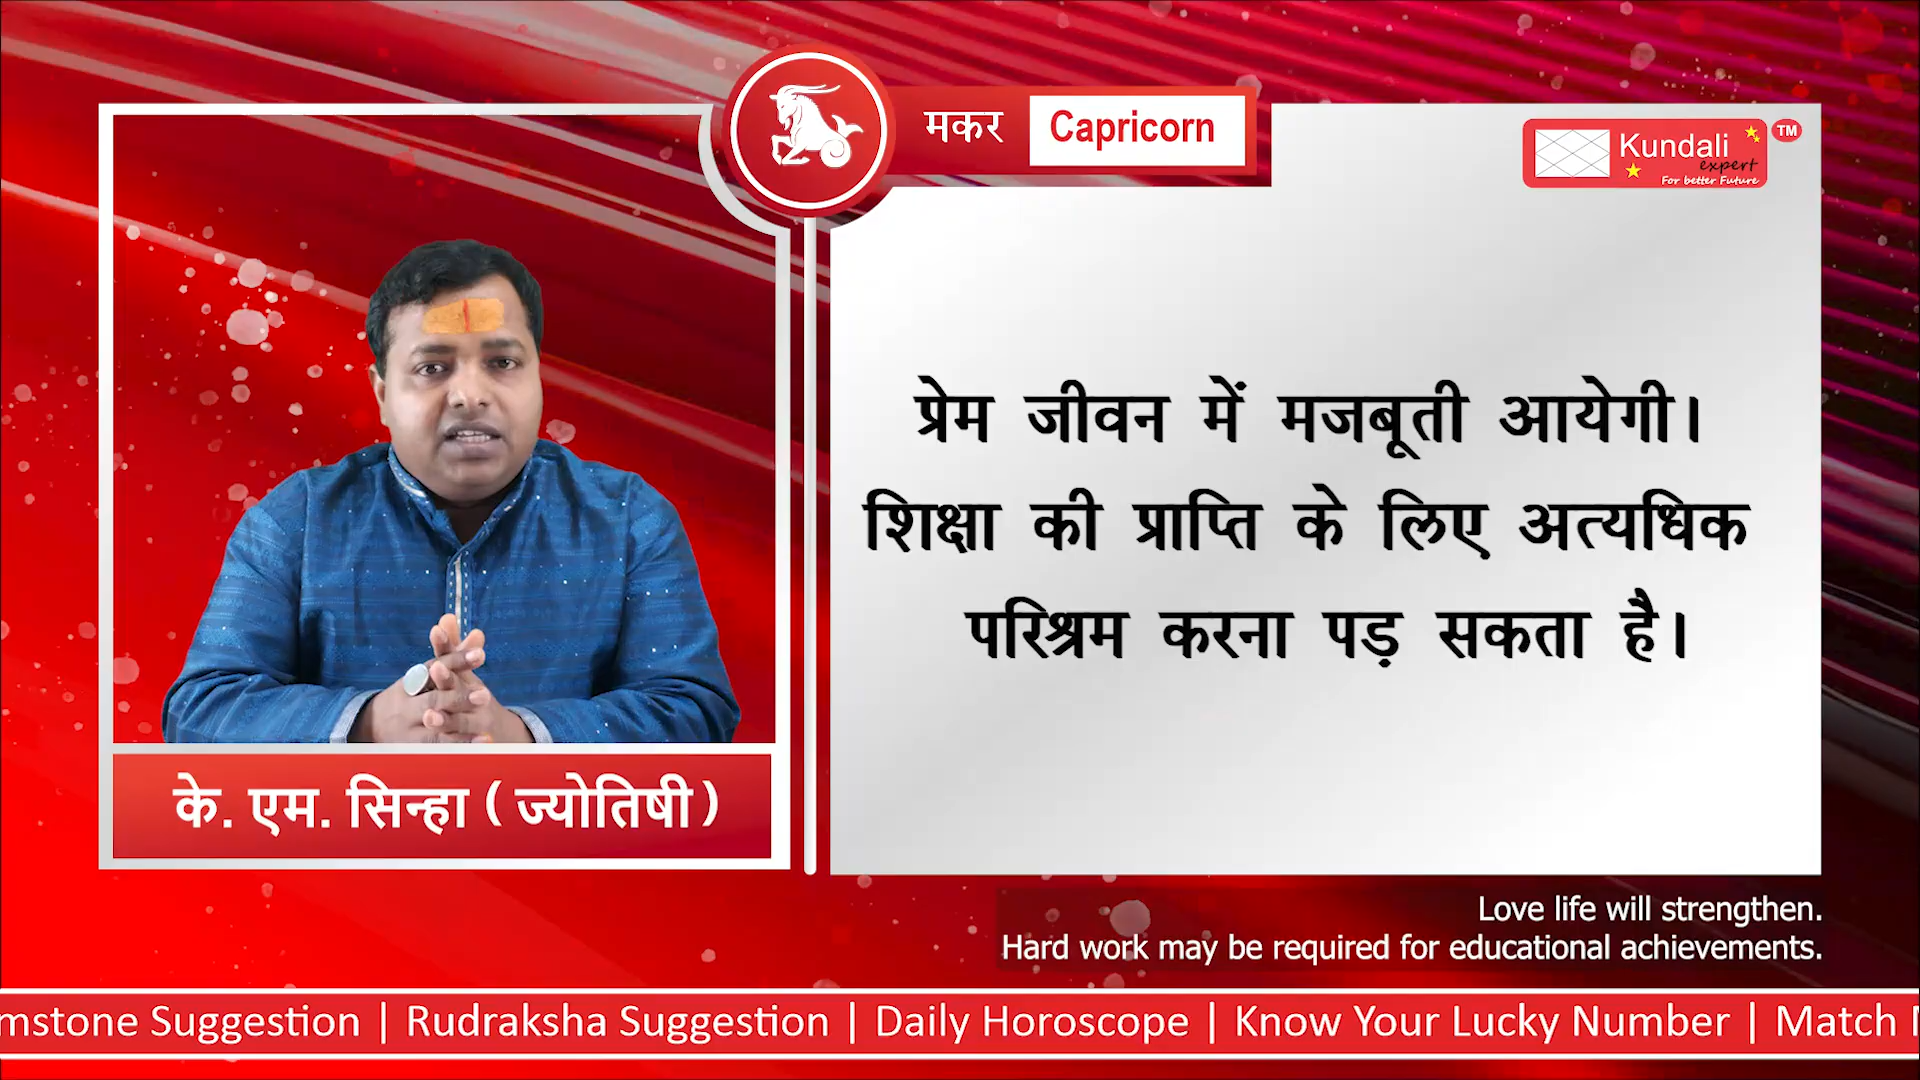 मकर
Capricorn
Kundali
expert
For better Future
TM
प्रेम जीवन में मजबूती आयेगी।
शिक्षा की प्राप्ति के लिए अत्यधिक
परिश्रम करना पड़ सकता है।
के. एम. सिन्हा ( ज्योतिषी )
Love life will strengthen.
Hard work may be required for educational achievements.
mstone Suggestion | Rudraksha Suggestion | Daily Horoscope | Know Your Lucky Number | Match